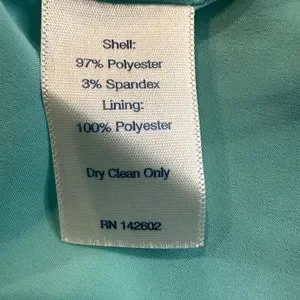 Shell:
97% Polyester
3% Spandex
Lining:
100% Polyester
Dry Clean Only
RN 142602